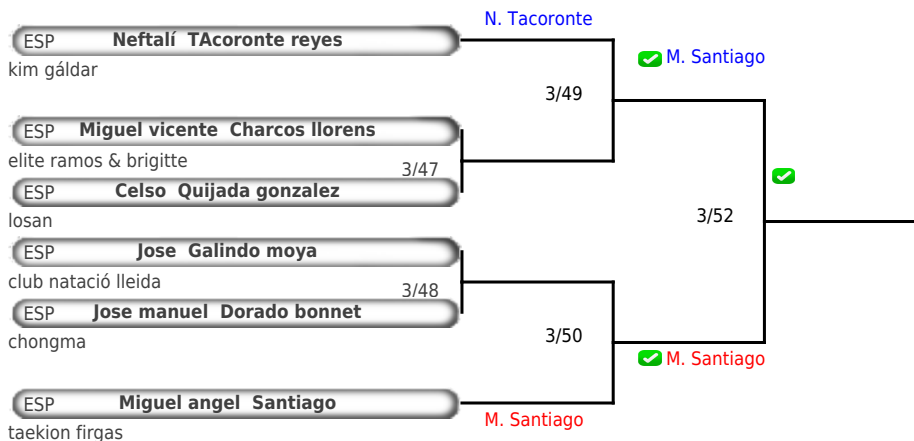 N. Tacoronte
ESP Neftalí TAcoronte reyes
kim gáldar
M. Santiago
3/49
ESP Miguel vicente Charcos llorens
elite ramos & brigitte
3/47
ESP Celso Quijada gonzalez
losan
3/52
ESP Jose Galindo moya
club natació lleida
3/48
ESP Jose manuel Dorado bonnet
chongma
3/50
M. Santiago
ESP Miguel angel Santiago
M. Santiago
taekion firgas